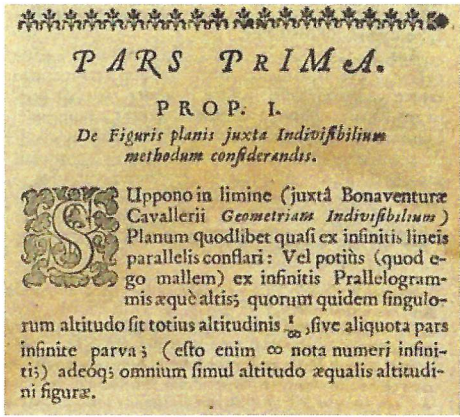 PARS PRIMA.
PROP. I.
De Figuris planis juxta Indivisibilium
methodum considerandis.
SUppono in limine (juxtâ Bonaventuræ
Cavallerii Geometriam Indivisibilium)
Planum quodlibet quasi ex infinitis lineis
parallelis conflari: Vel potiùs (quod e-
go mallem) ex infinitis Prallelogram-
mis æquè altis; quorum quidem singulo-
rum altitudo sit totius altitudinis 1/∞, sive aliquota pars
infinite parva; (esto enim ∞ nota numeri infini-
ti;) adeoq; omnium simul altitudo æqualis altitudi-
ni figuræ.